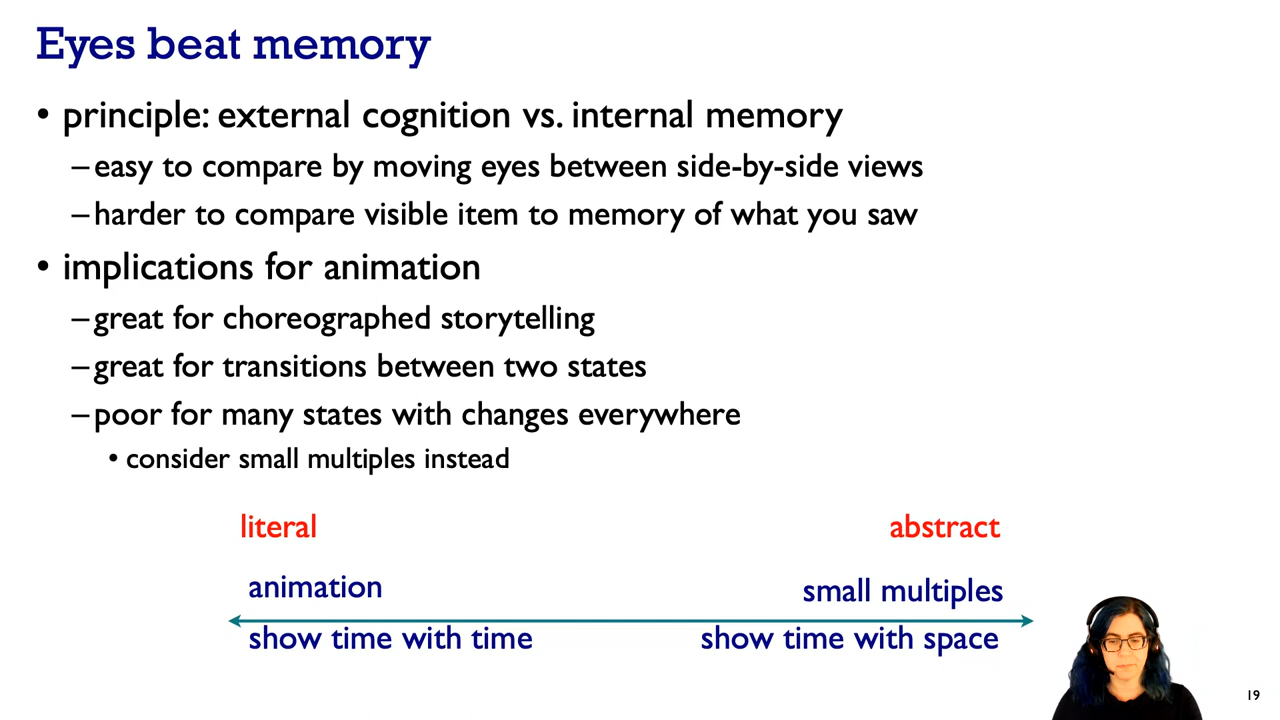 Eyes beat memory
• principle: external cognition vs. internal memory
–easy to compare by moving eyes between side-by-side views
–harder to compare visible item to memory of what you saw
• implications for animation
–great for choreographed storytelling
–great for transitions between two states
–poor for many states with changes everywhere
• consider small multiples instead
literal abstract
animation small multiples
show time with time show time with space
19